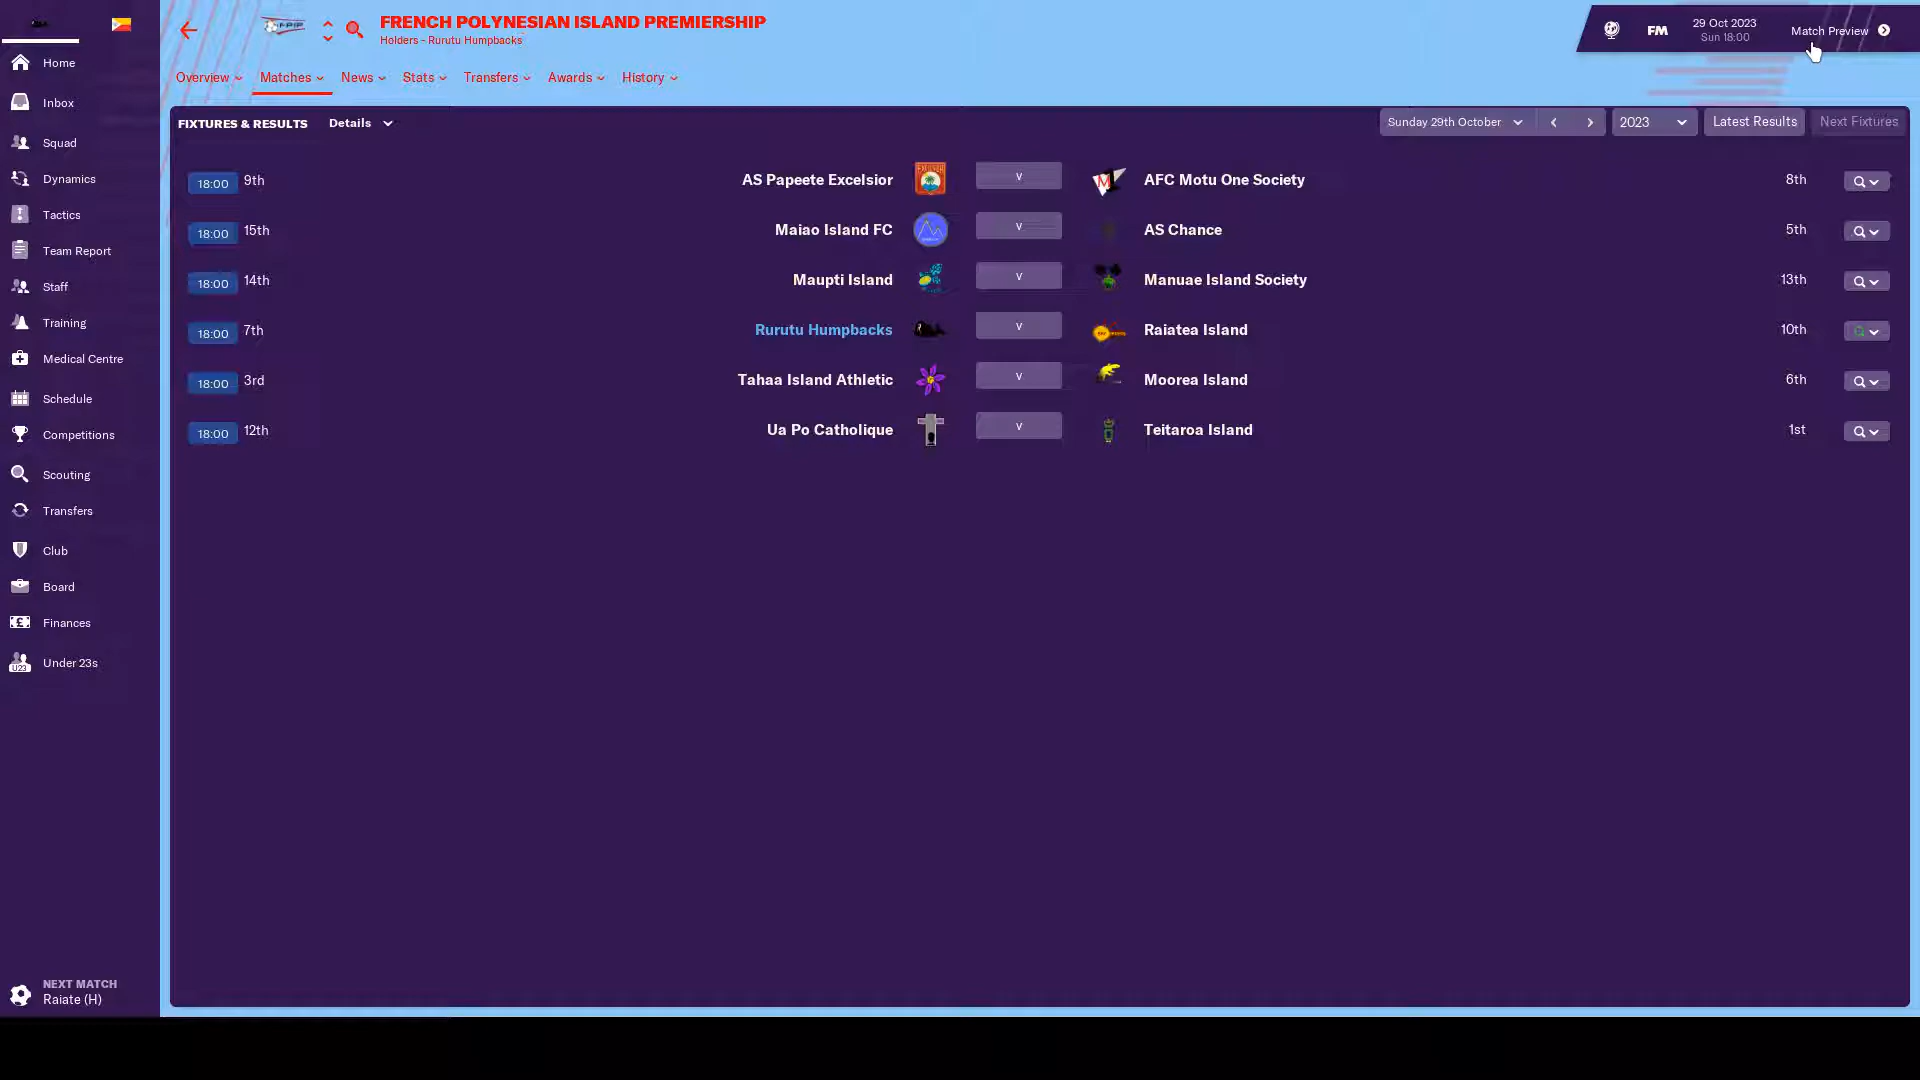 FRENCH POLYNESIAN ISLAND PREMIERSHIP
Holders - Rurutu Humpbacks
FM
29 Oct 2023
Sun 18:00
Match Preview
Overview
Matches
News
Stats
Transfers
Awards
History
Home
Inbox
Squad
Dynamics
Tactics
Team Report
Staff
Training
Medical Centre
Schedule
Competitions
Scouting
Transfers
Club
Board
Finances
U23
Under 23s
NEXT MATCH
Raiate (H)
FIXTURES & RESULTS
Details
Sunday 29th October
2023
Latest Results
Next Fixtures
18:00 9th AS Papeete Excelsior v AFC Motu One Society 8th
18:00 15th Maiao Island FC v AS Chance 5th
18:00 14th Maupti Island v Manuae Island Society 13th
18:00 7th Rurutu Humpbacks v Raiatea Island 10th
18:00 3rd Tahaa Island Athletic v Moorea Island 6th
18:00 12th Ua Po Catholique v Teitaroa Island 1st